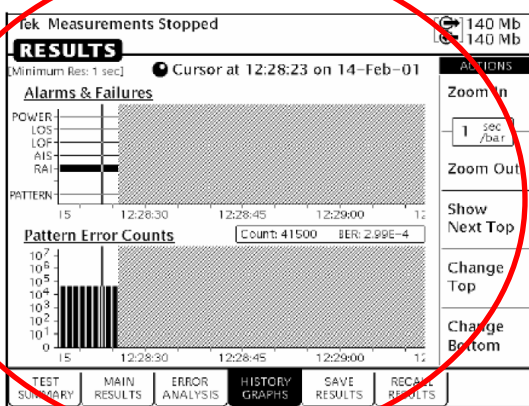 Tek Measurements Stopped
140 Mb
140 Mb
RESULTS
[Minimum Res: 1 sec]
Cursor at 12:28:23 on 14-Feb-01
ACTIONS
Alarms & Failures
POWER
LOS
LOF
AIS
RAI
PATTERN
15 12:28:30 12:28:45 12:29:00 12
Pattern Error Counts
Count: 41500 BER: 2.99E-4
10⁷
10⁶
10⁵
10⁴
10³
10²
10¹
0
15 12:28:30 12:28:45 12:29:00 12
Zoom In
1 sec /bar
Zoom Out
Show
Next Top
Change
Top
Change
Bottom
TEST SUMMARY
MAIN RESULTS
ERROR ANALYSIS
HISTORY GRAPHS
SAVE RESULTS
RECALL RESULTS